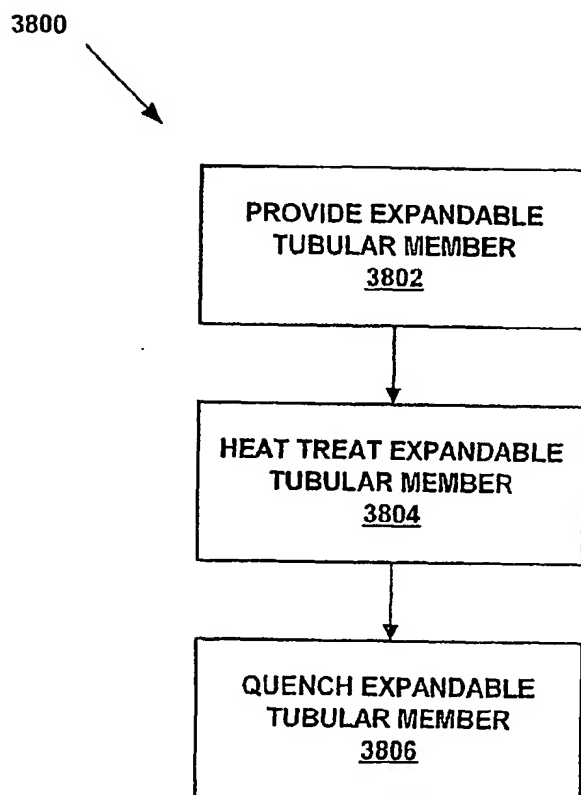 3800
PROVIDE EXPANDABLE
TUBULAR MEMBER
3802
HEAT TREAT EXPANDABLE
TUBULAR MEMBER
3804
QUENCH EXPANDABLE
TUBULAR MEMBER
3806